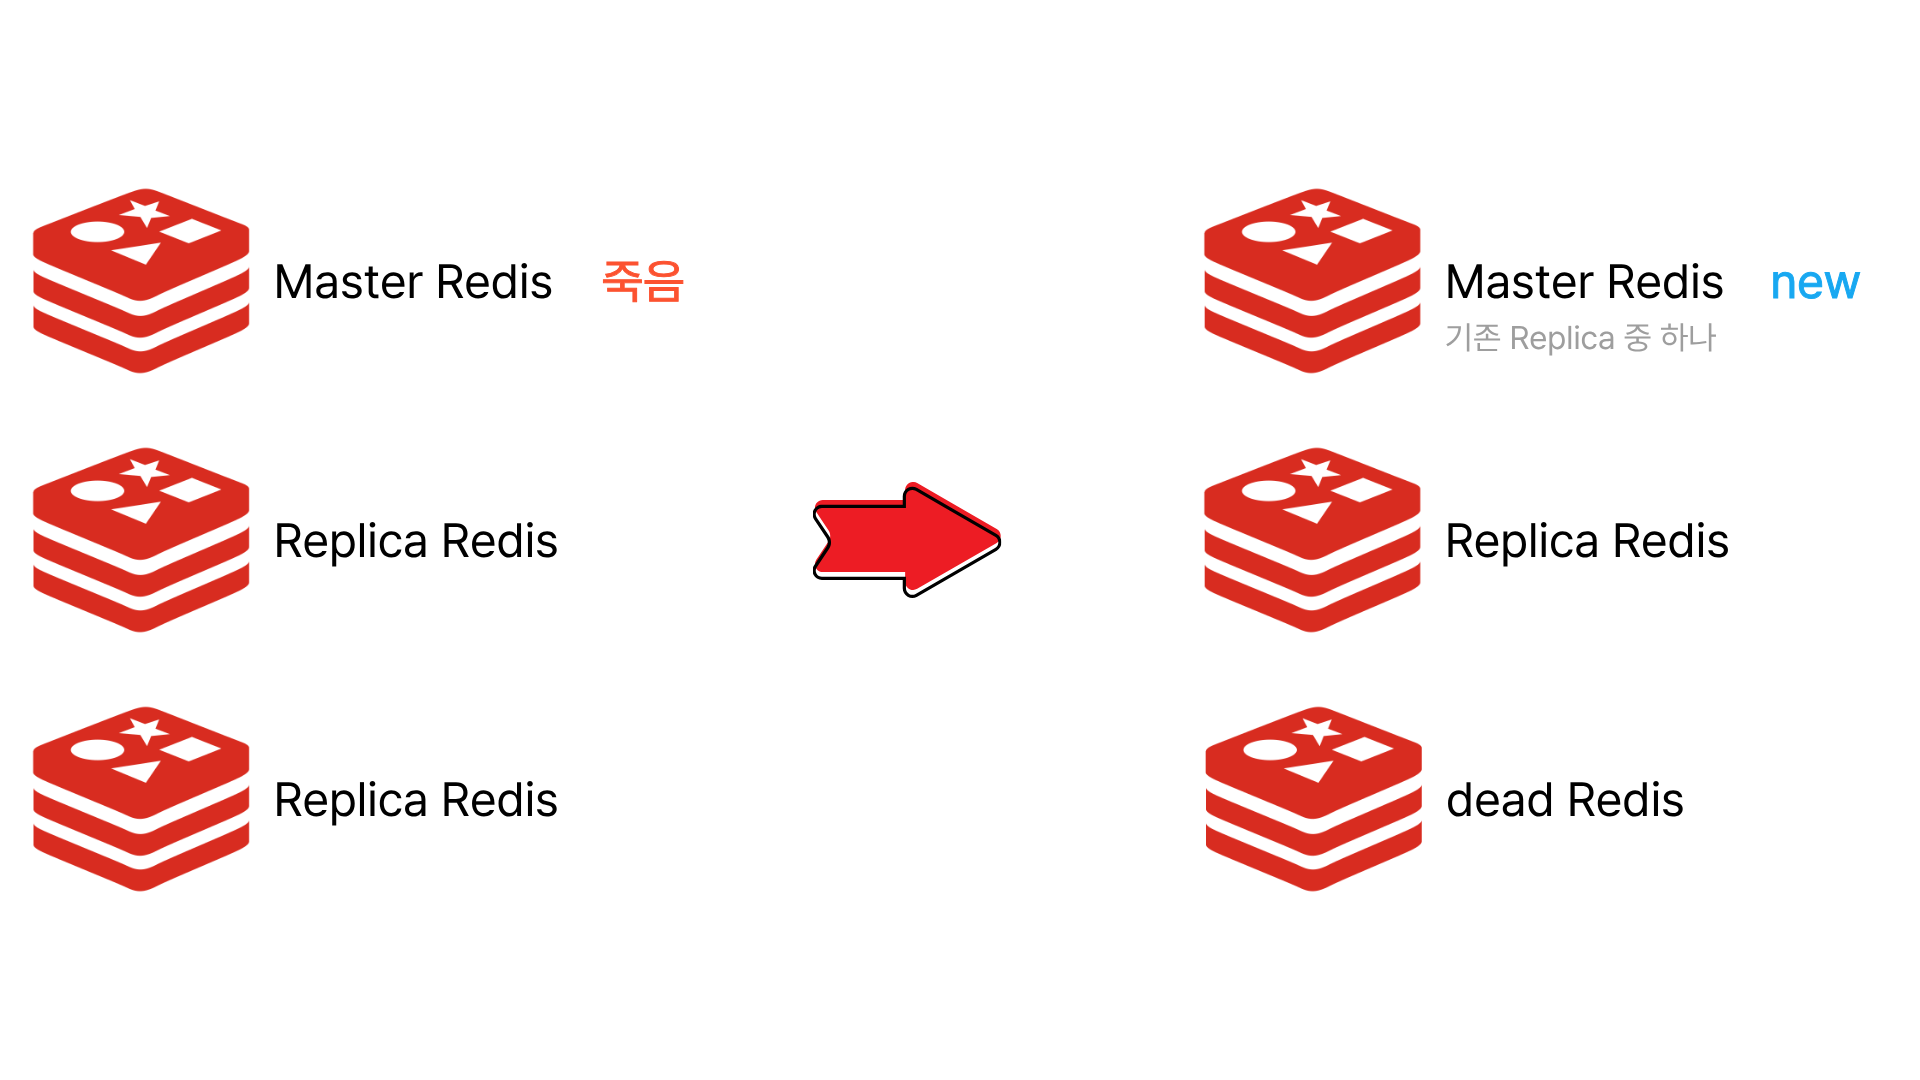 Master Redis 죽음
Replica Redis
Replica Redis
Master Redis new
기존 Replica 중 하나
Replica Redis
dead Redis